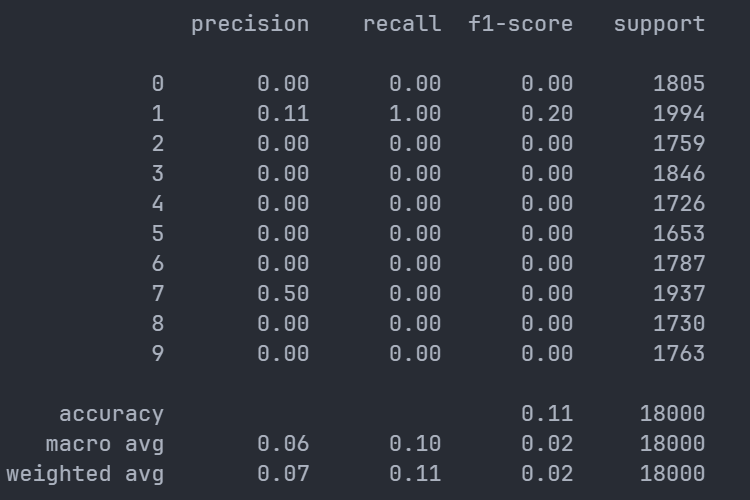 precision recall f1-score support
0 0.00 0.00 0.00 1805
1 0.11 1.00 0.20 1994
2 0.00 0.00 0.00 1759
3 0.00 0.00 0.00 1846
4 0.00 0.00 0.00 1726
5 0.00 0.00 0.00 1653
6 0.00 0.00 0.00 1787
7 0.50 0.00 0.00 1937
8 0.00 0.00 0.00 1730
9 0.00 0.00 0.00 1763
accuracy 0.11 18000
macro avg 0.06 0.10 0.02 18000
weighted avg 0.07 0.11 0.02 18000